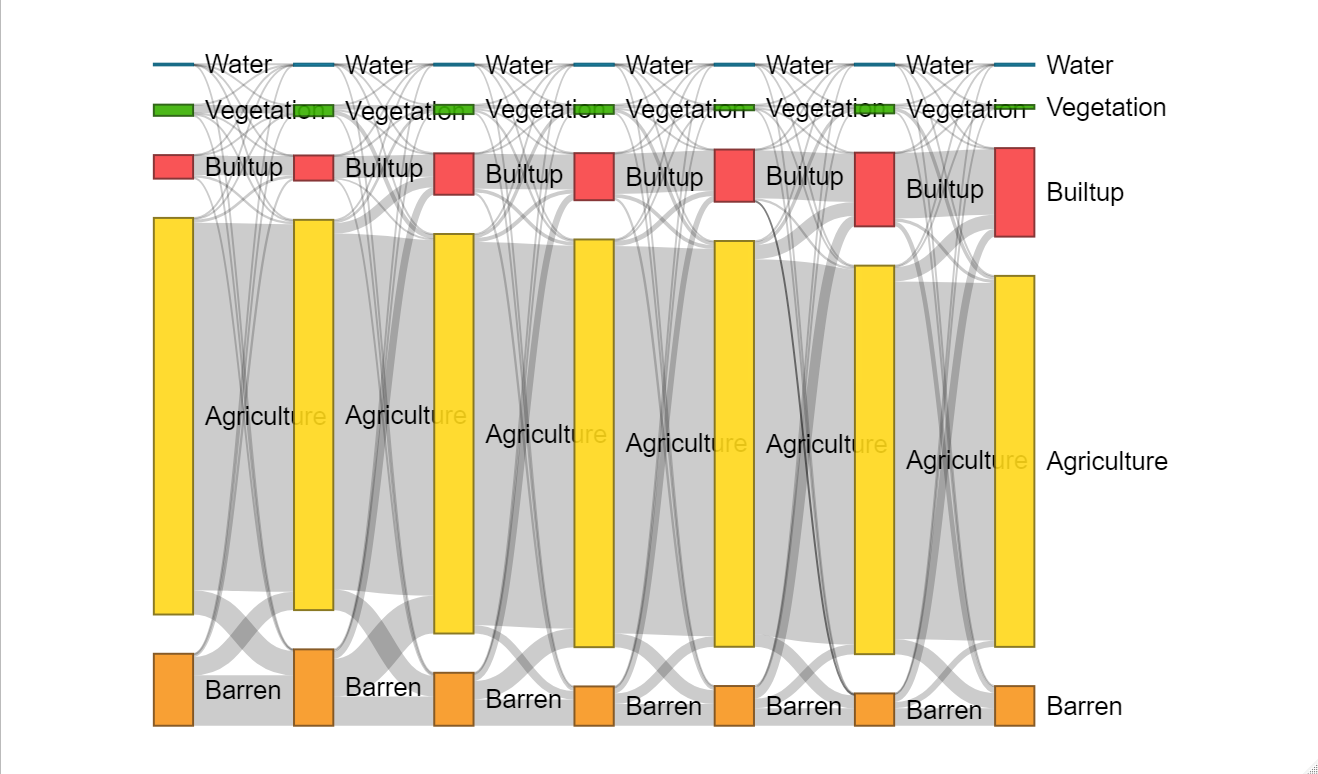 Water Water Water Water Water Water Water
Vegetation Vegetation Vegetation Vegetation Vegetation Vegetation Vegetation
Builtup Builtup Builtup Builtup Builtup Builtup Builtup
Agriculture Agriculture Agriculture Agriculture Agriculture Agriculture Agriculture
Barren Barren Barren Barren Barren Barren Barren